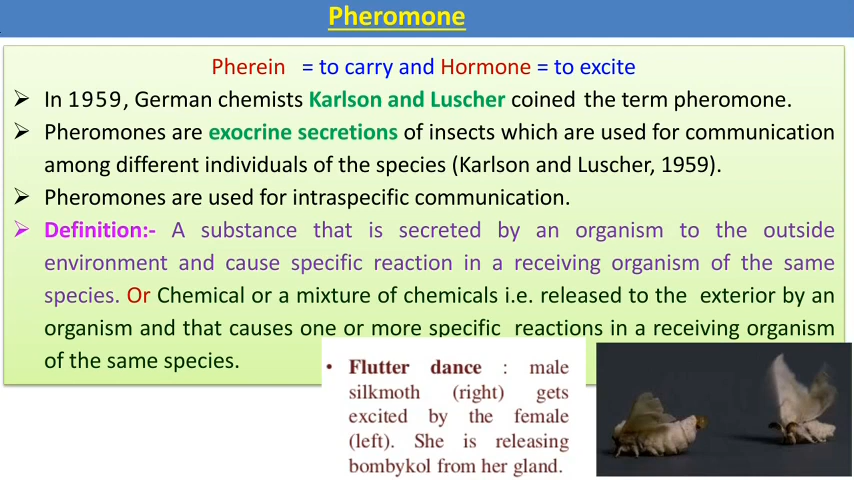 Pheromone
Pherein = to carry and Hormone = to excite
➢ In 1959, German chemists Karlson and Luscher coined the term pheromone.
➢ Pheromones are exocrine secretions of insects which are used for communication
among different individuals of the species (Karlson and Luscher, 1959).
➢ Pheromones are used for intraspecific communication.
➢ Definition:- A substance that is secreted by an organism to the outside
environment and cause specific reaction in a receiving organism of the same
species. Or Chemical or a mixture of chemicals i.e. released to the exterior by an
organism and that causes one or more specific reactions in a receiving organism
of the same species.
• Flutter dance : male
silkmoth (right) gets
excited by the female
(left). She is releasing
bombykol from her gland.